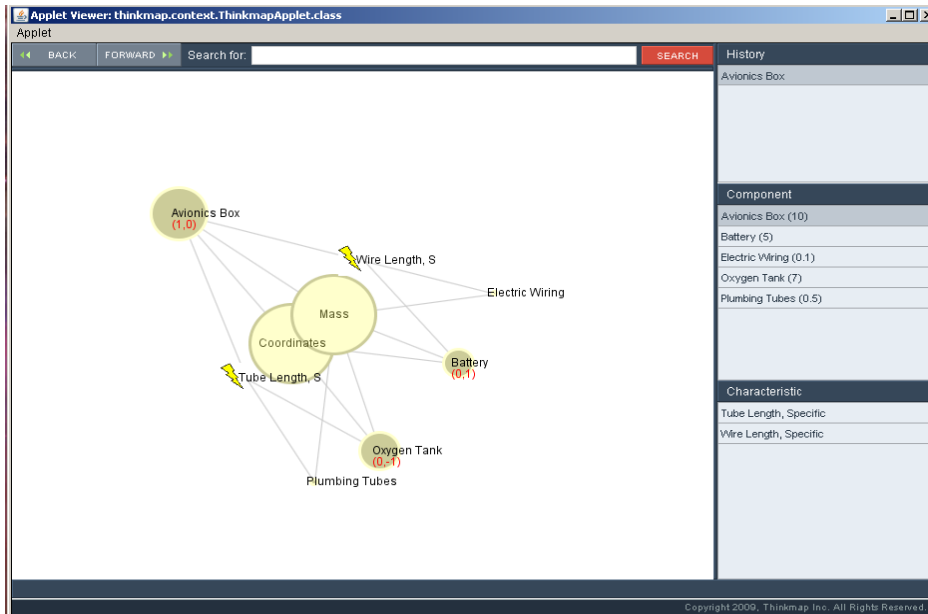 Applet Viewer: thinkmap.context.ThinkmapApplet.class
Applet
BACK
FORWARD
Search for:
SEARCH
History
Avionics Box
Component
Avionics Box (10)
Battery (5)
Electric Wiring (0.1)
Oxygen Tank (7)
Plumbing Tubes (0.5)
Characteristic
Tube Length, Specific
Wire Length, Specific
Avionics Box
(1,0)
Wire Length, S
Electric Wiring
Mass
Coordinates
Battery
(0,1)
Tube Length, S
Oxygen Tank
(0,-1)
Plumbing Tubes
Copyright 2009, Thinkmap Inc. All Rights Reserved.